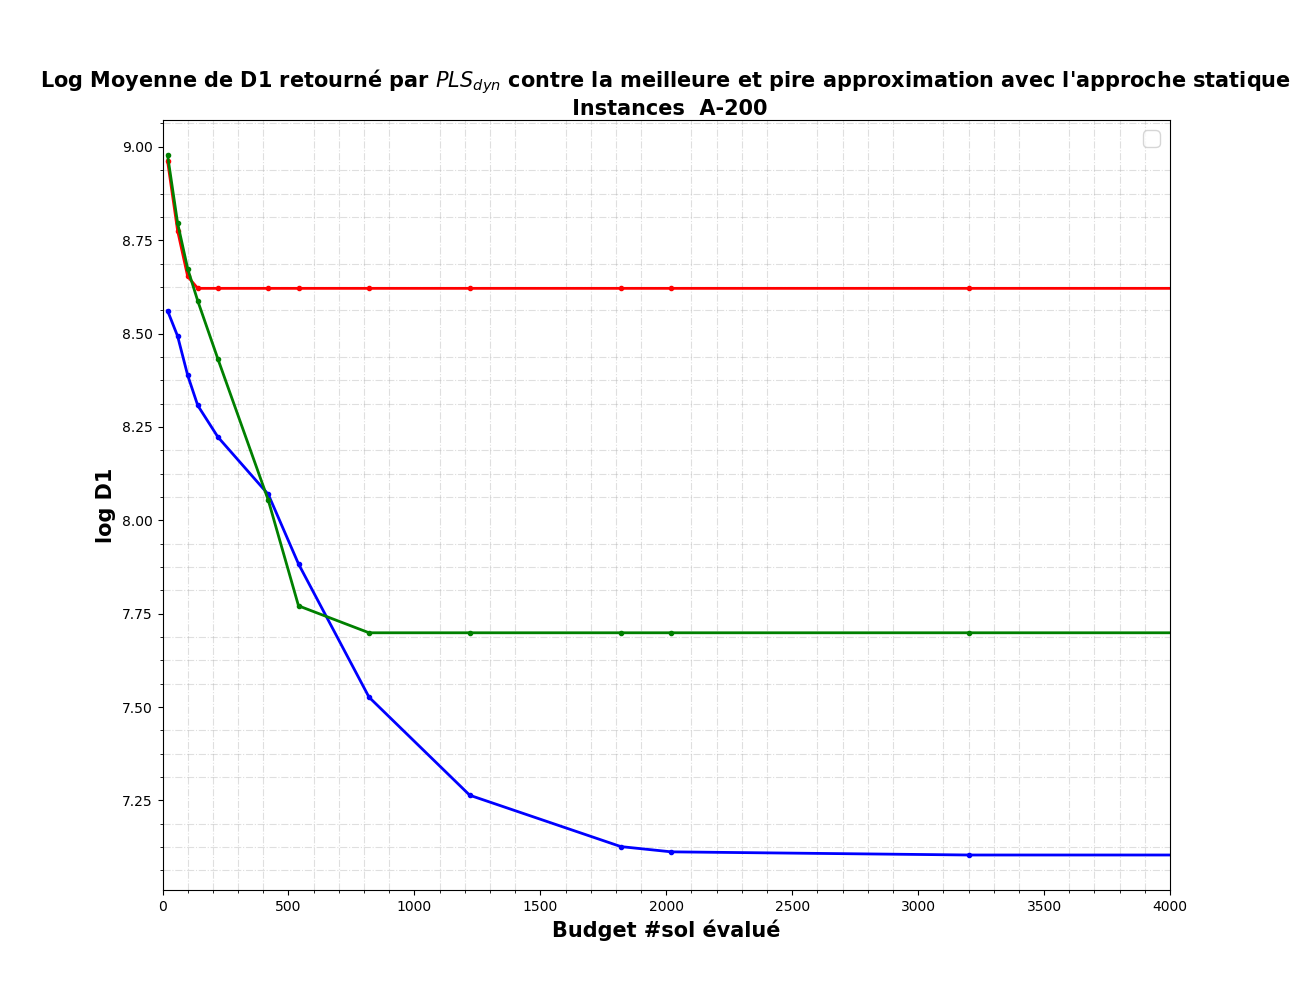 Log Moyenne de D1 retourné par PLS_dyn contre la meilleure et pire approximation avec l'approche statique
Instances A-200
9.00
8.75
8.50
8.25
8.00
7.75
7.50
7.25
log D1
0 500 1000 1500 2000 2500 3000 3500 4000
Budget #sol évalué